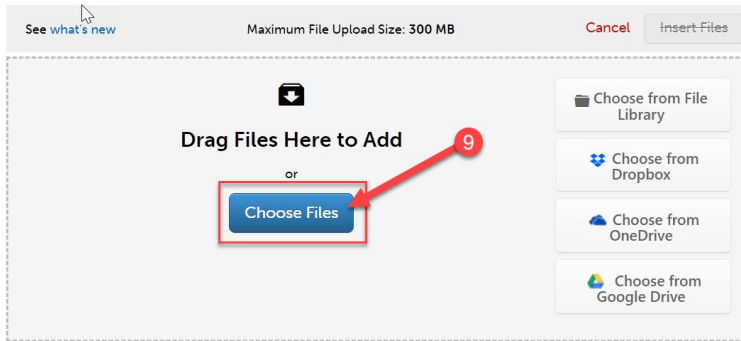 See what's new
Maximum File Upload Size: 300 MB
Cancel
Insert Files
Drag Files Here to Add
or
Choose Files
9
Choose from File
Library
Choose from
Dropbox
Choose from
OneDrive
Choose from
Google Drive